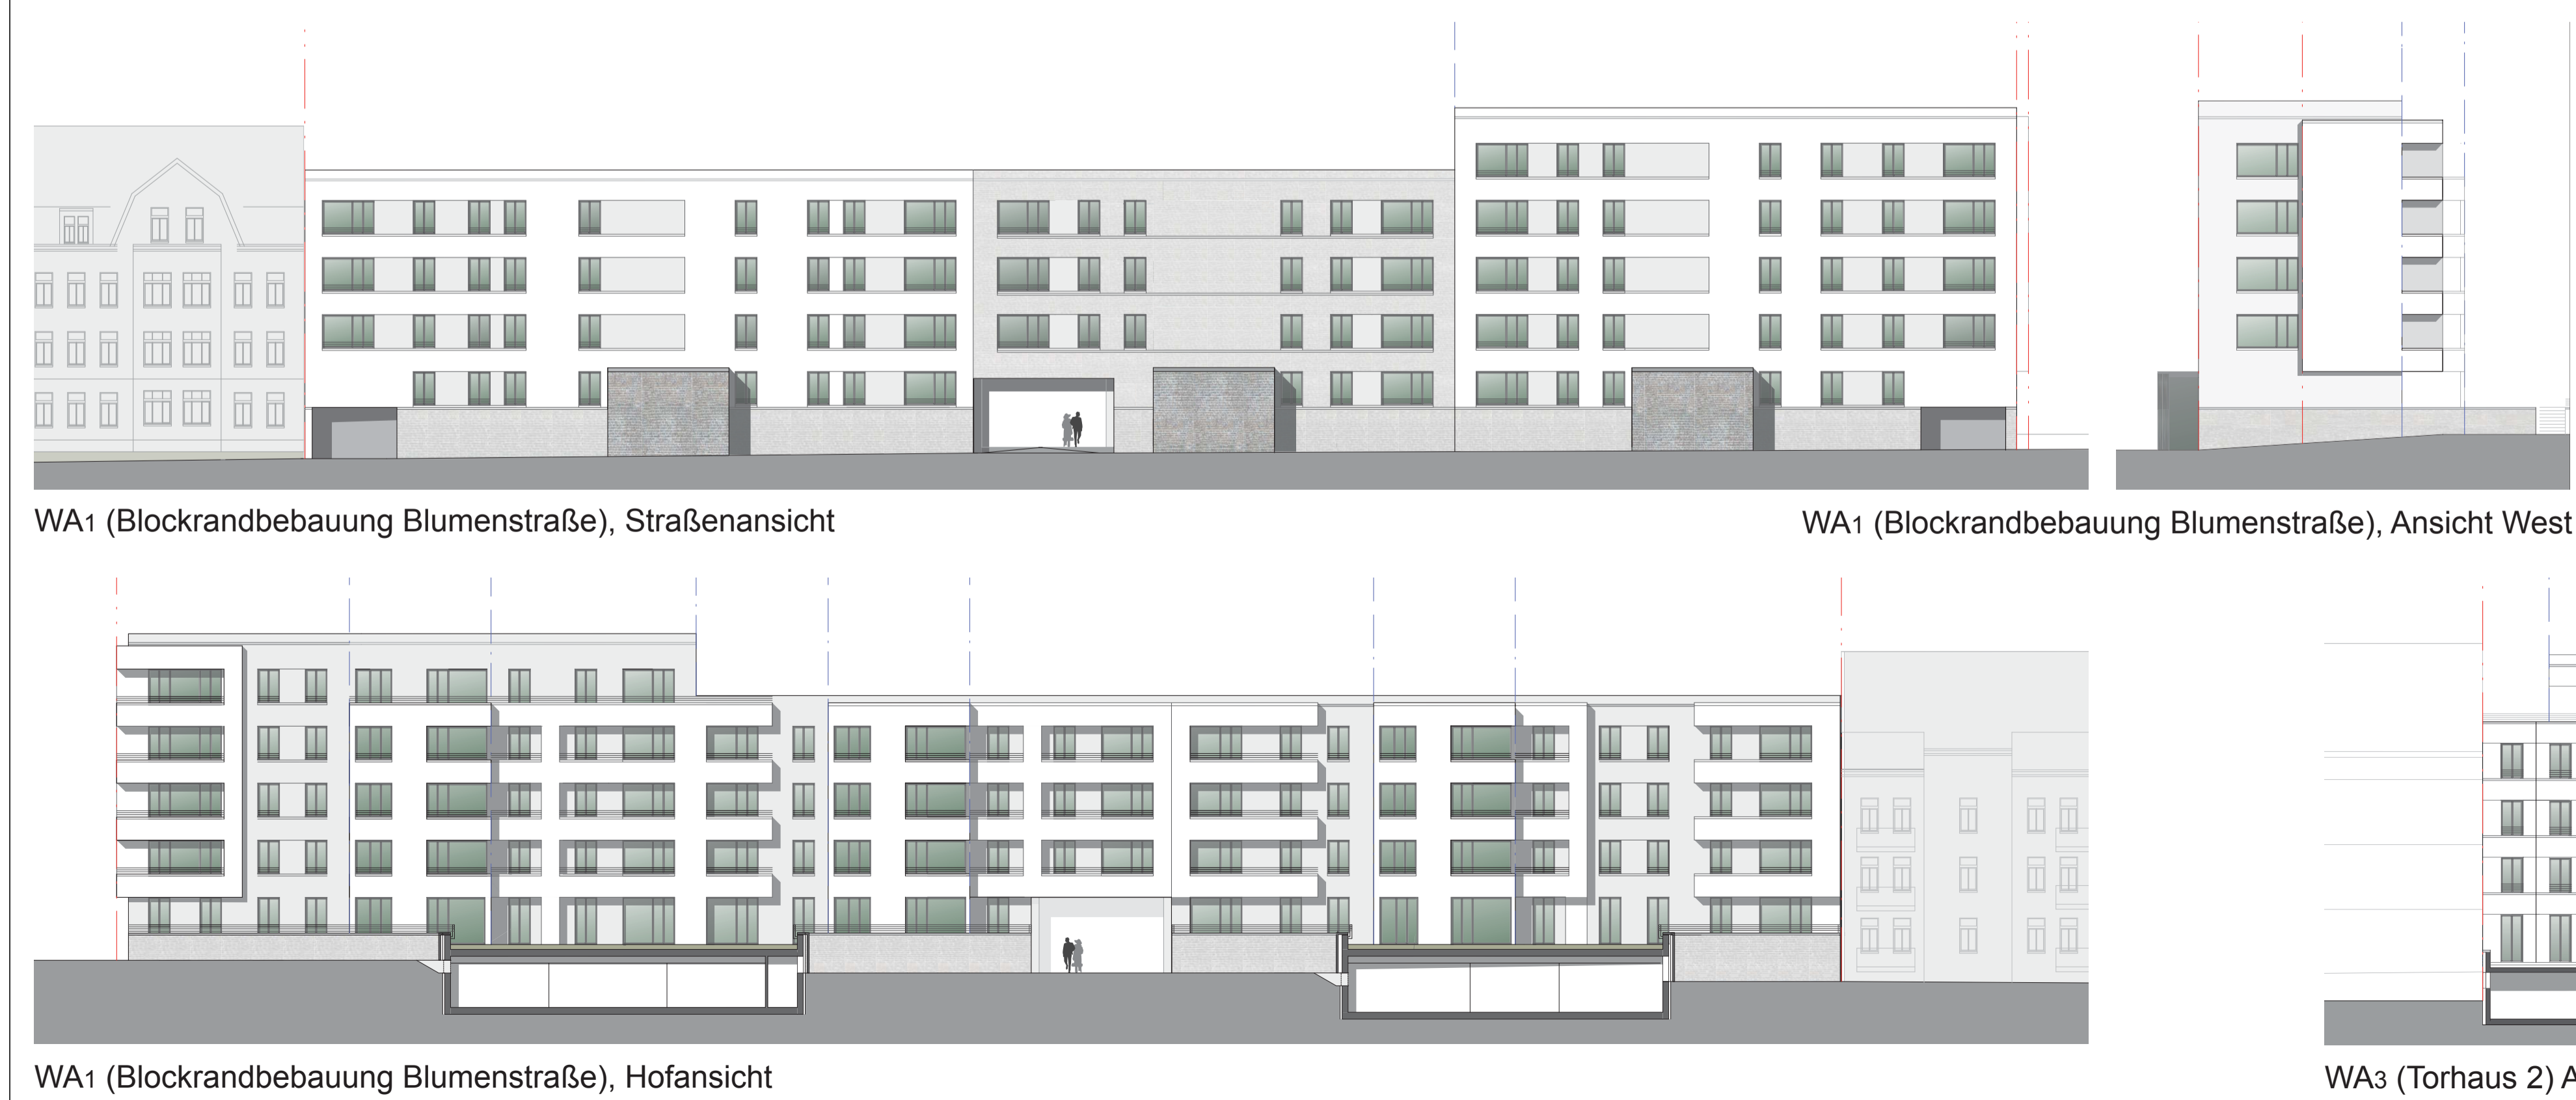 WA1 (Blockrandbebauung Blumenstraße), Straßenansicht
WA1 (Blockrandbebauung Blumenstraße), Ansicht West
WA1 (Blockrandbebauung Blumenstraße), Hofansicht
WA3 (Torhaus 2) A